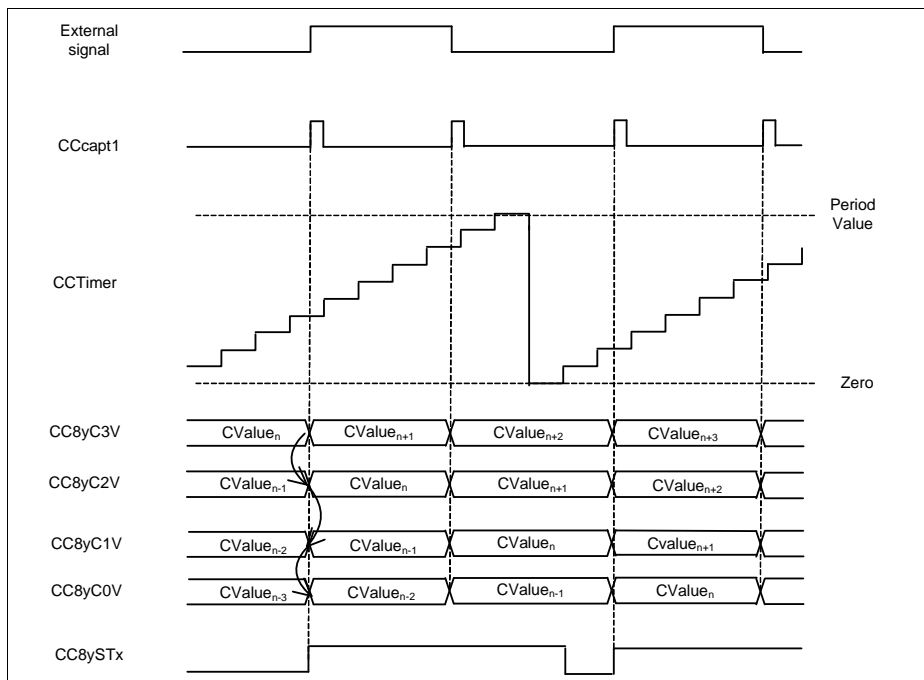 External
signal
CCcapt1
Period
Value
CCTimer
Zero
CC8yC3V CValueₙ CValueₙ₊₁ CValueₙ₊₂ CValueₙ₊₃
CC8yC2V CValueₙ₋₁ CValueₙ CValueₙ₊₁ CValueₙ₊₂
CC8yC1V CValueₙ₋₂ CValueₙ₋₁ CValueₙ Cvalueₙ₊₁
CC8yC0V CValueₙ₋₃ CValueₙ₋₂ CValueₙ₋₁ CValueₙ
CC8ySTx